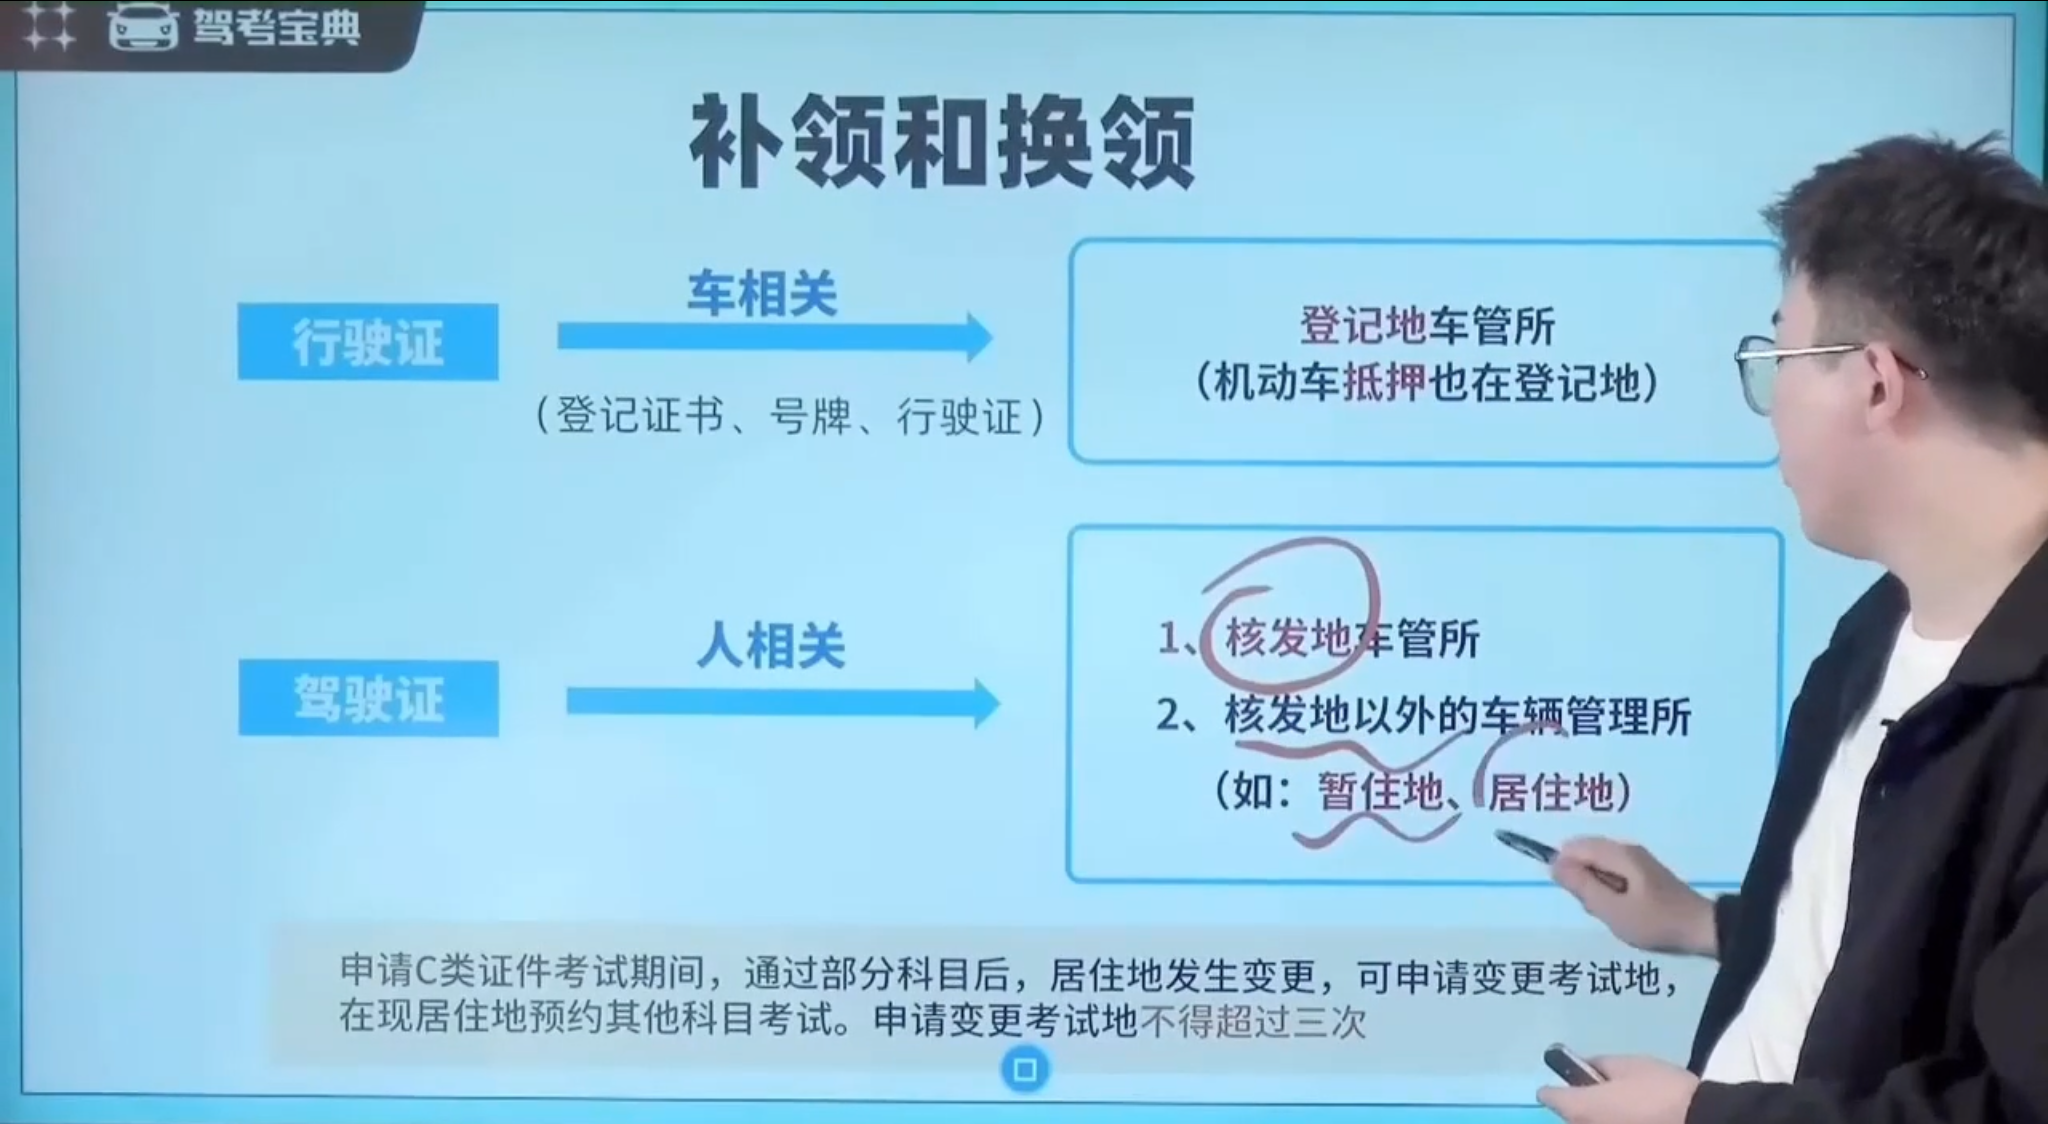 驾考宝典
补领和换领
行驶证
车相关
（登记证书、号牌、行驶证）
登记地车管所
（机动车抵押也在登记地）
驾驶证
人相关
1、核发地车管所
2、核发地以外的车辆管理所
（如：暂住地、居住地）
申请C类证件考试期间，通过部分科目后，居住地发生变更，可申请变更考试地，
在现居住地预约其他科目考试。申请变更考试地不得超过三次